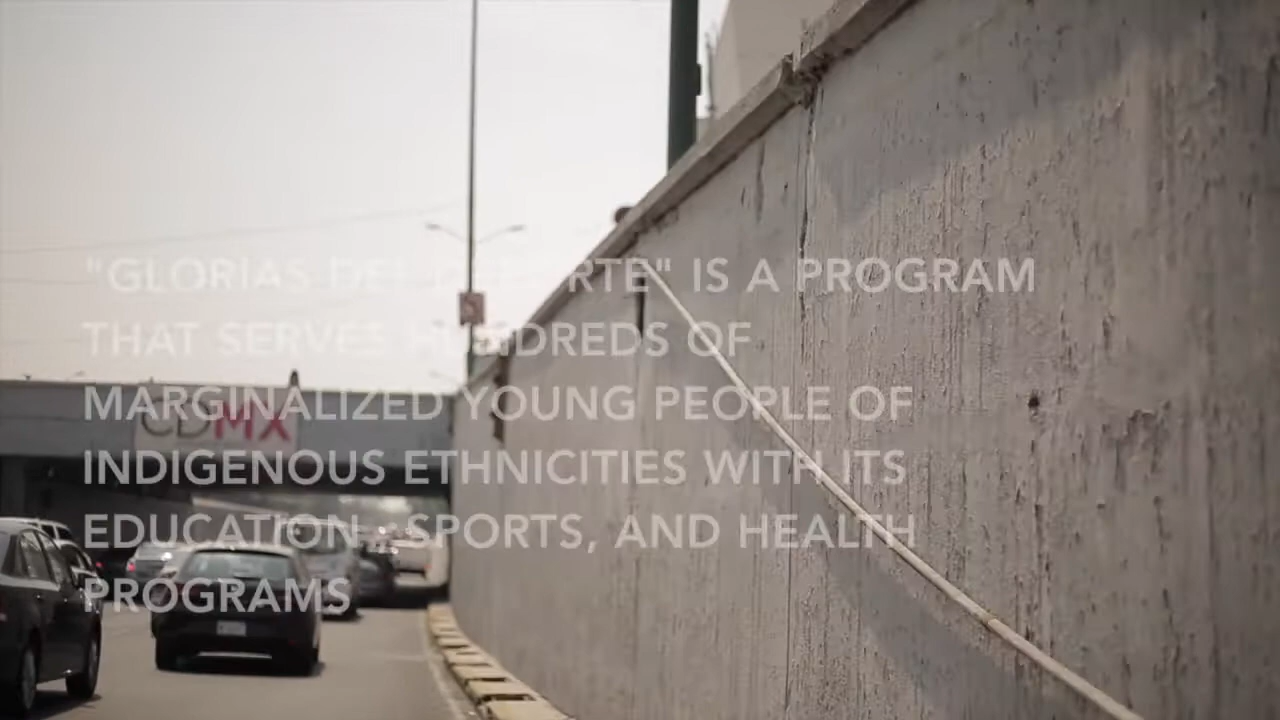 "GLORIAS DEL DEPORTE" IS A PROGRAM
THAT SERVES HUNDREDS OF
MARGINALIZED YOUNG PEOPLE OF
INDIGENOUS ETHNICITIES WITH ITS
EDUCATION , SPORTS, AND HEALTH
PROGRAMS
CDMX